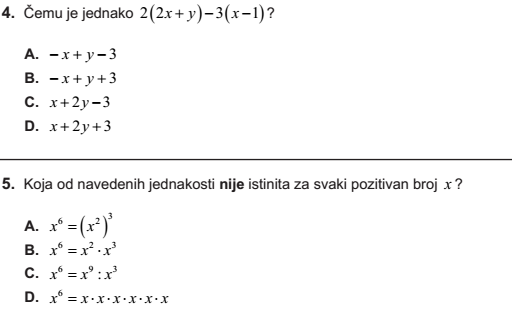 4. Čemu je jednako 2(2x + y) − 3(x − 1)?
A. −x + y − 3
B. −x + y + 3
C. x + 2y − 3
D. x + 2y + 3
5. Koja od navedenih jednakosti nije istinita za svaki pozitivan broj x?
A. x⁶ = (x²)³
B. x⁶ = x² · x³
C. x⁶ = x⁹ : x³
D. x⁶ = x · x · x · x · x · x